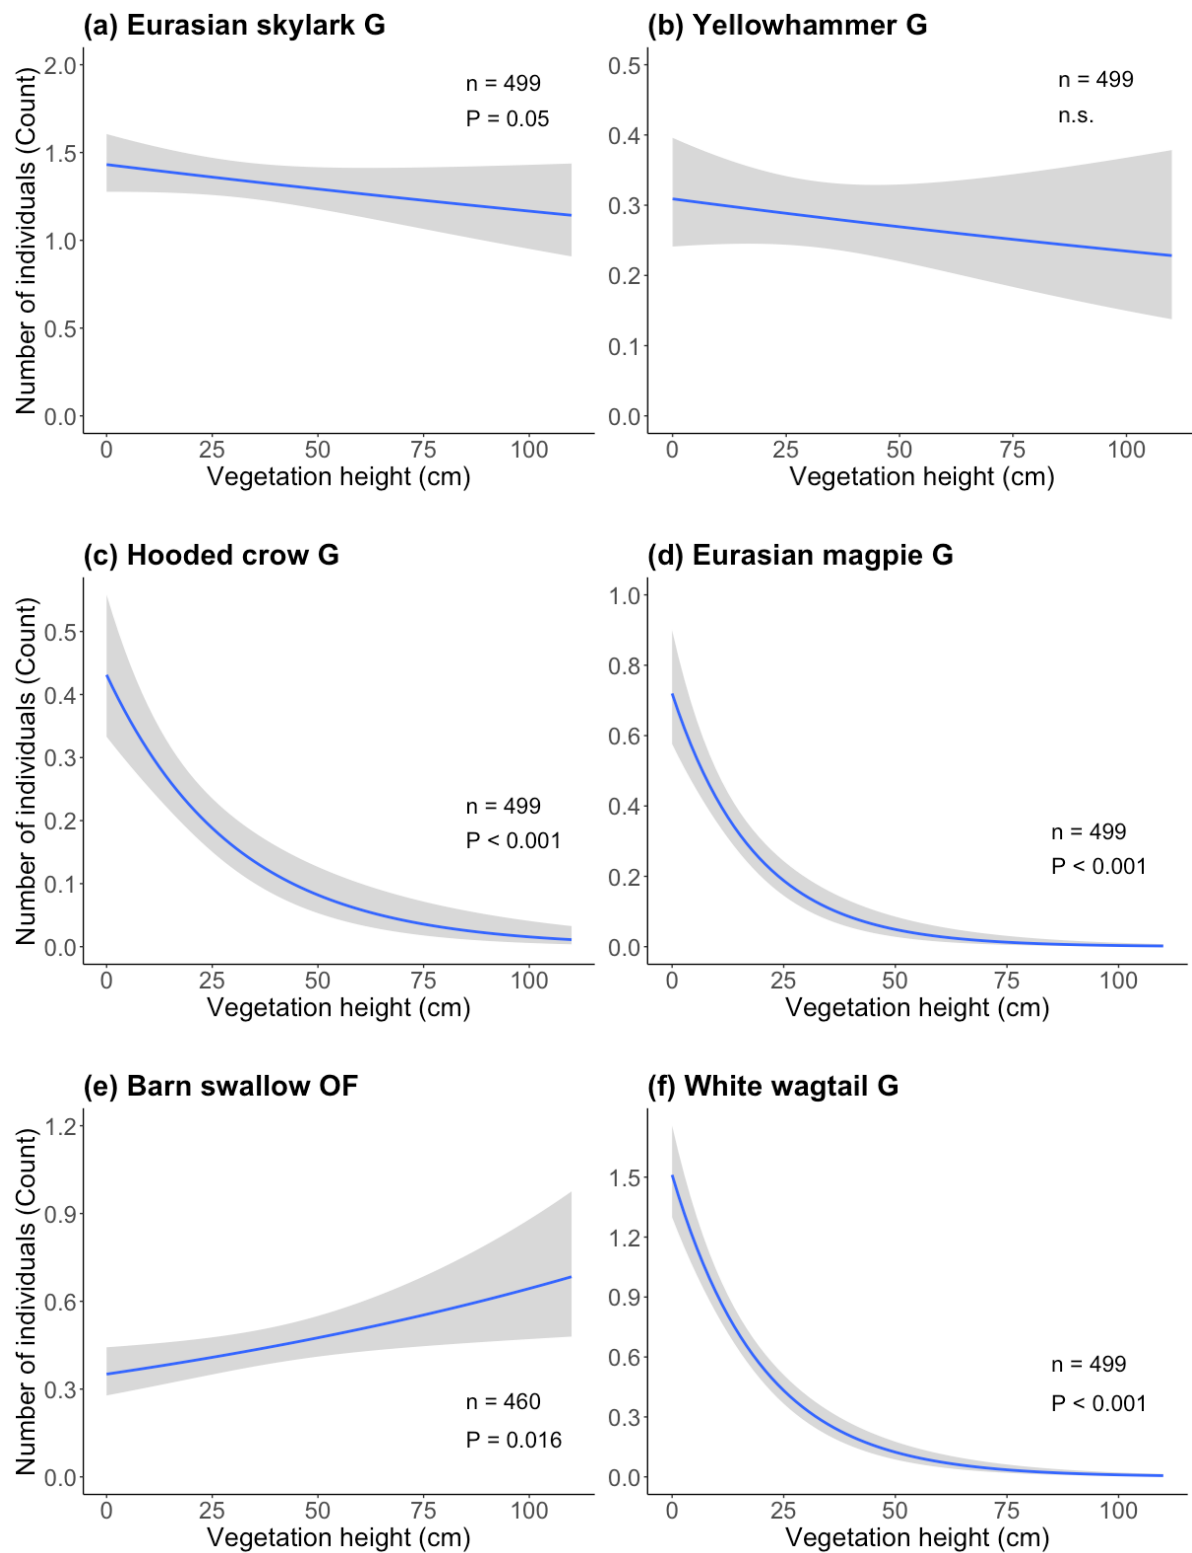 (a) Eurasian skylark G
Number of individuals (Count)
2.0
1.5
1.0
0.5
0.0
n = 499
P = 0.05
0 25 50 75 100
Vegetation height (cm)
(b) Yellowhammer G
0.5
0.4
0.3
0.2
0.1
0.0
n = 499
n.s.
0 25 50 75 100
Vegetation height (cm)
(c) Hooded crow G
Number of individuals (Count)
0.5
0.4
0.3
0.2
0.1
0.0
n = 499
P < 0.001
0 25 50 75 100
Vegetation height (cm)
(d) Eurasian magpie G
1.0
0.8
0.6
0.4
0.2
0.0
n = 499
P < 0.001
0 25 50 75 100
Vegetation height (cm)
(e) Barn swallow OF
Number of individuals (Count)
1.2
0.9
0.6
0.3
0.0
n = 460
P = 0.016
0 25 50 75 100
Vegetation height (cm)
(f) White wagtail G
1.5
1.2
0.9
0.6
0.3
0.0
n = 499
P < 0.001
0 25 50 75 100
Vegetation height (cm)